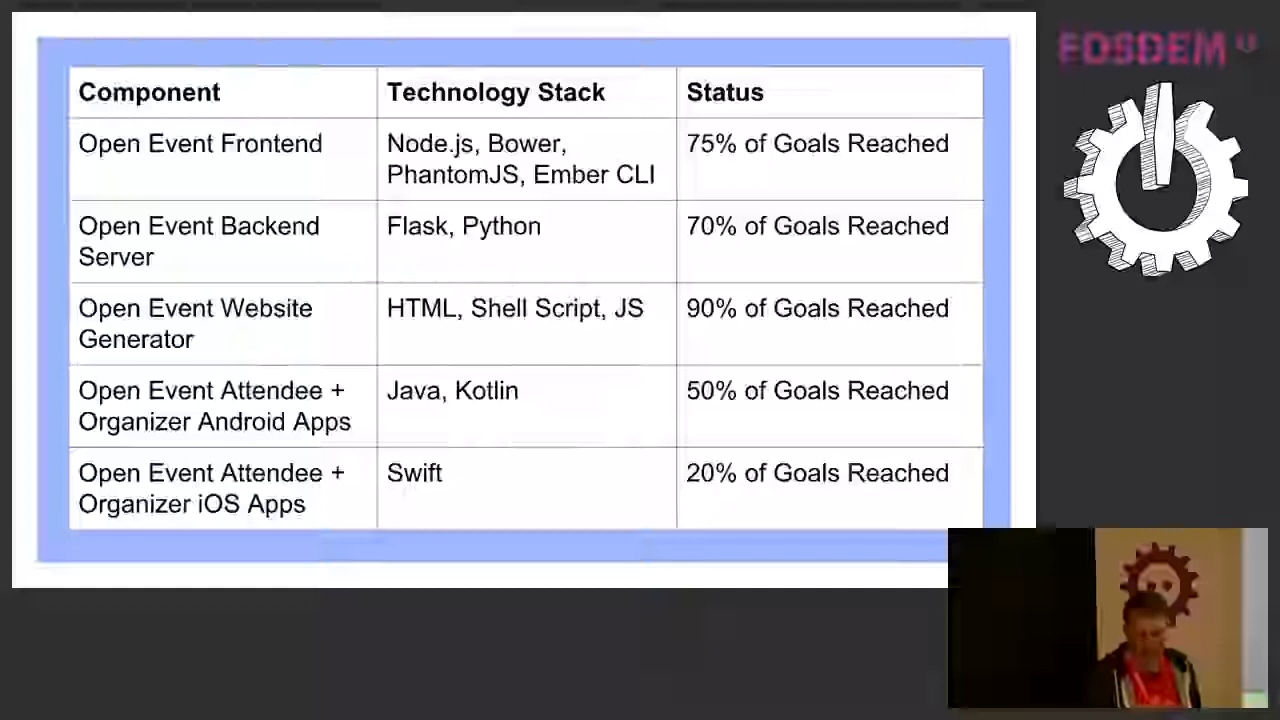 FOSDEM
Component Technology Stack Status
Open Event Frontend Node.js, Bower, 75% of Goals Reached
PhantomJS, Ember CLI
Open Event Backend Flask, Python 70% of Goals Reached
Server
Open Event Website HTML, Shell Script, JS 90% of Goals Reached
Generator
Open Event Attendee + Java, Kotlin 50% of Goals Reached
Organizer Android Apps
Open Event Attendee + Swift 20% of Goals Reached
Organizer iOS Apps